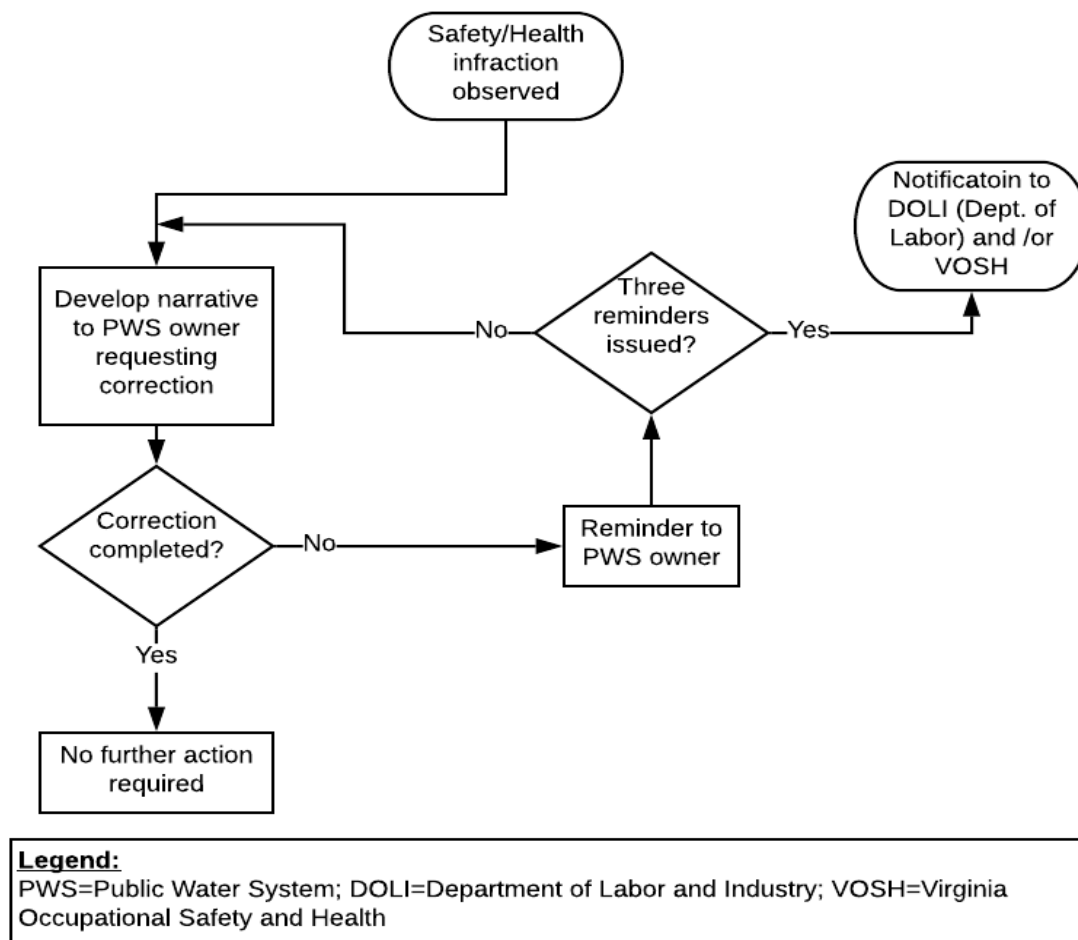 Safety/Health
infraction
observed
Notificatoin to
DOLI (Dept. of
Labor) and /or
VOSH
Develop narrative
to PWS owner
requesting
correction
Three
reminders
issued?
No
Yes
Correction
completed?
No
Reminder to
PWS owner
Yes
No further action
required
Legend:
PWS=Public Water System; DOLI=Department of Labor and Industry; VOSH=Virginia
Occupational Safety and Health